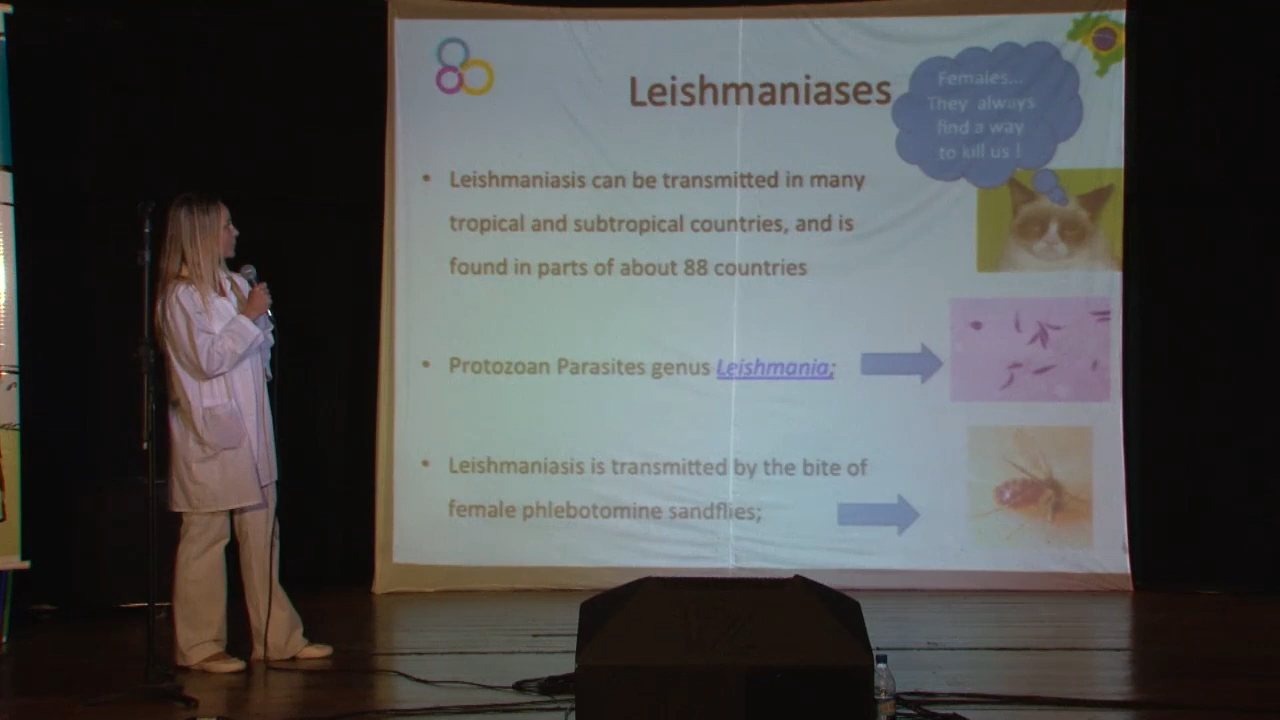 Leishmaniases
Females...
They always
find a way
to kill us !
• Leishmaniasis can be transmitted in many
tropical and subtropical countries, and is
found in parts of about 88 countries
• Protozoan Parasites genus Leishmania;
• Leishmaniasis is transmitted by the bite of
female phlebotomine sandflies;